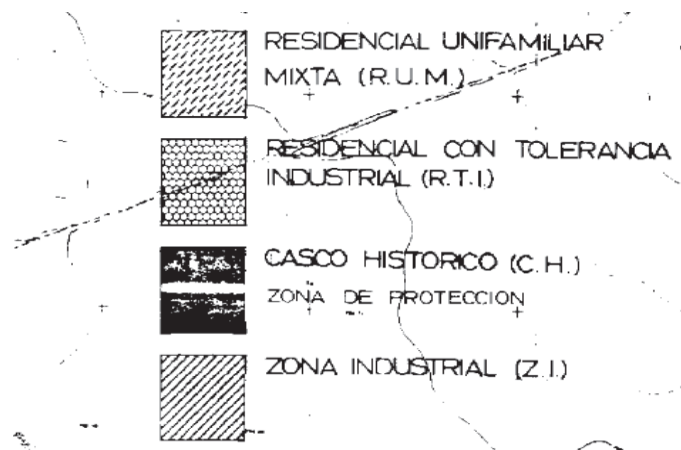 RESIDENCIAL UNIFAMILIAR
MIXTA (R.U.M.)
RESIDENCIAL CON TOLERANCIA
INDUSTRIAL (R.T.I.)
CASCO HISTORICO (C.H.)
ZONA DE PROTECCION
ZONA INDUSTRIAL (Z.I.)